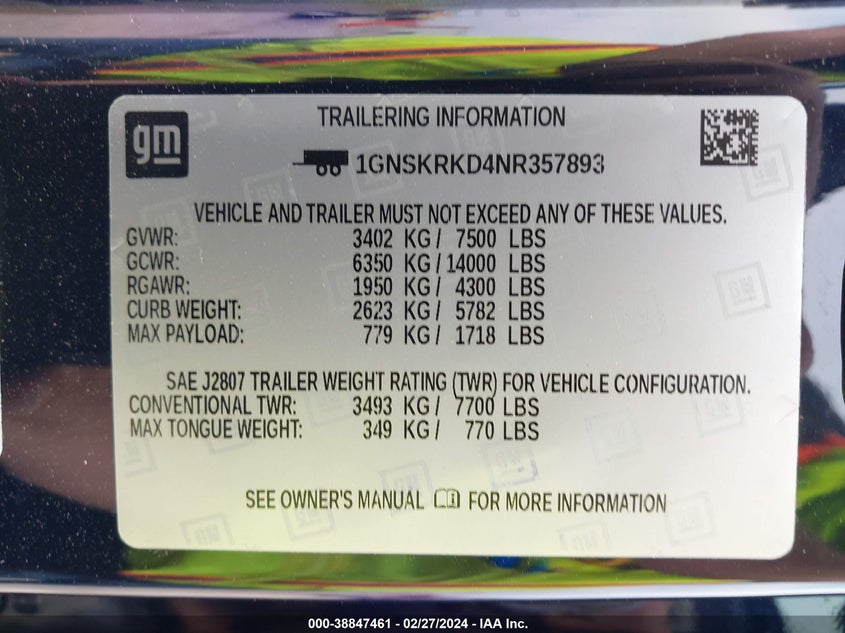 gm
TRAILERING INFORMATION
1GNSKRKD4NR357893
VEHICLE AND TRAILER MUST NOT EXCEED ANY OF THESE VALUES.
GVWR: 3402 KG / 7500 LBS
GCWR: 6350 KG / 14000 LBS
RGAWR: 1950 KG / 4300 LBS
CURB WEIGHT: 2623 KG / 5782 LBS
MAX PAYLOAD: 779 KG / 1718 LBS
SAE J2807 TRAILER WEIGHT RATING (TWR) FOR VEHICLE CONFIGURATION.
CONVENTIONAL TWR: 3493 KG / 7700 LBS
MAX TONGUE WEIGHT: 349 KG / 770 LBS
SEE OWNER'S MANUAL FOR MORE INFORMATION
000-38847461 - 02/27/2024 - IAA Inc.